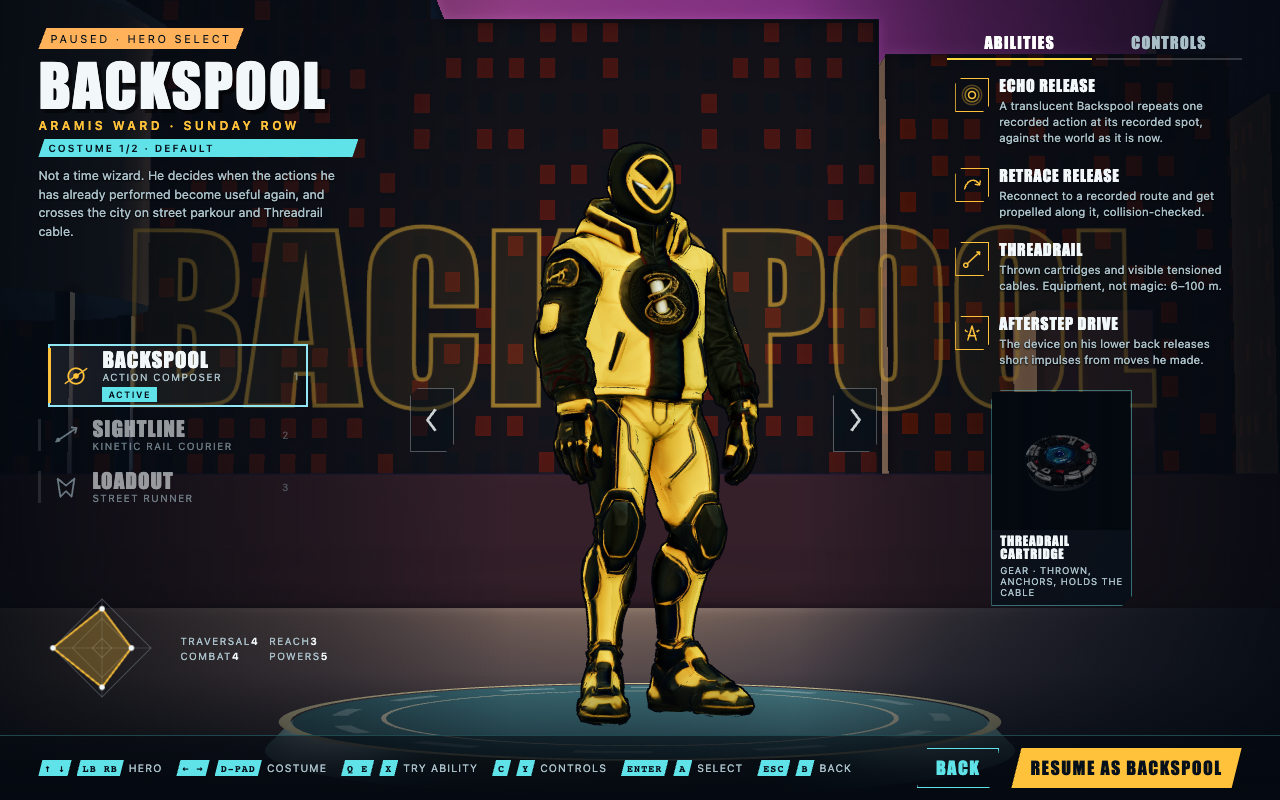 PAUSED · HERO SELECT
BACKSPOOL
ARAMIS WARD · SUNDAY ROW
COSTUME 1/2 · DEFAULT
Not a time wizard. He decides when the actions he
has already performed become useful again, and
crosses the city on street parkour and Threadrail
cable.
BACKSPOOL
ACTION COMPOSER
1
ACTIVE
SIGHTLINE
2
KINETIC RAIL COURIER
LOADOUT
3
STREET RUNNER
TRAVERSAL4 REACH3
COMBAT4 POWERS5
BACKSPOOL
ABILITIES CONTROLS
ECHO RELEASE
A translucent Backspool repeats one
recorded action at its recorded spot,
against the world as it is now.
RETRACE RELEASE
Reconnect to a recorded route and get
propelled along it, collision-checked.
THREADRAIL
Thrown cartridges and visible tensioned
cables. Equipment, not magic: 6–100 m.
AFTERSTEP DRIVE
The device on his lower back releases
short impulses from moves he made.
THREADRAIL
CARTRIDGE
GEAR · THROWN,
ANCHORS, HOLDS THE
CABLE
↑ ↓ LB RB HERO ← → D-PAD COSTUME Q E X TRY ABILITY C Y CONTROLS ENTER A SELECT ESC B BACK
BACK
RESUME AS BACKSPOOL